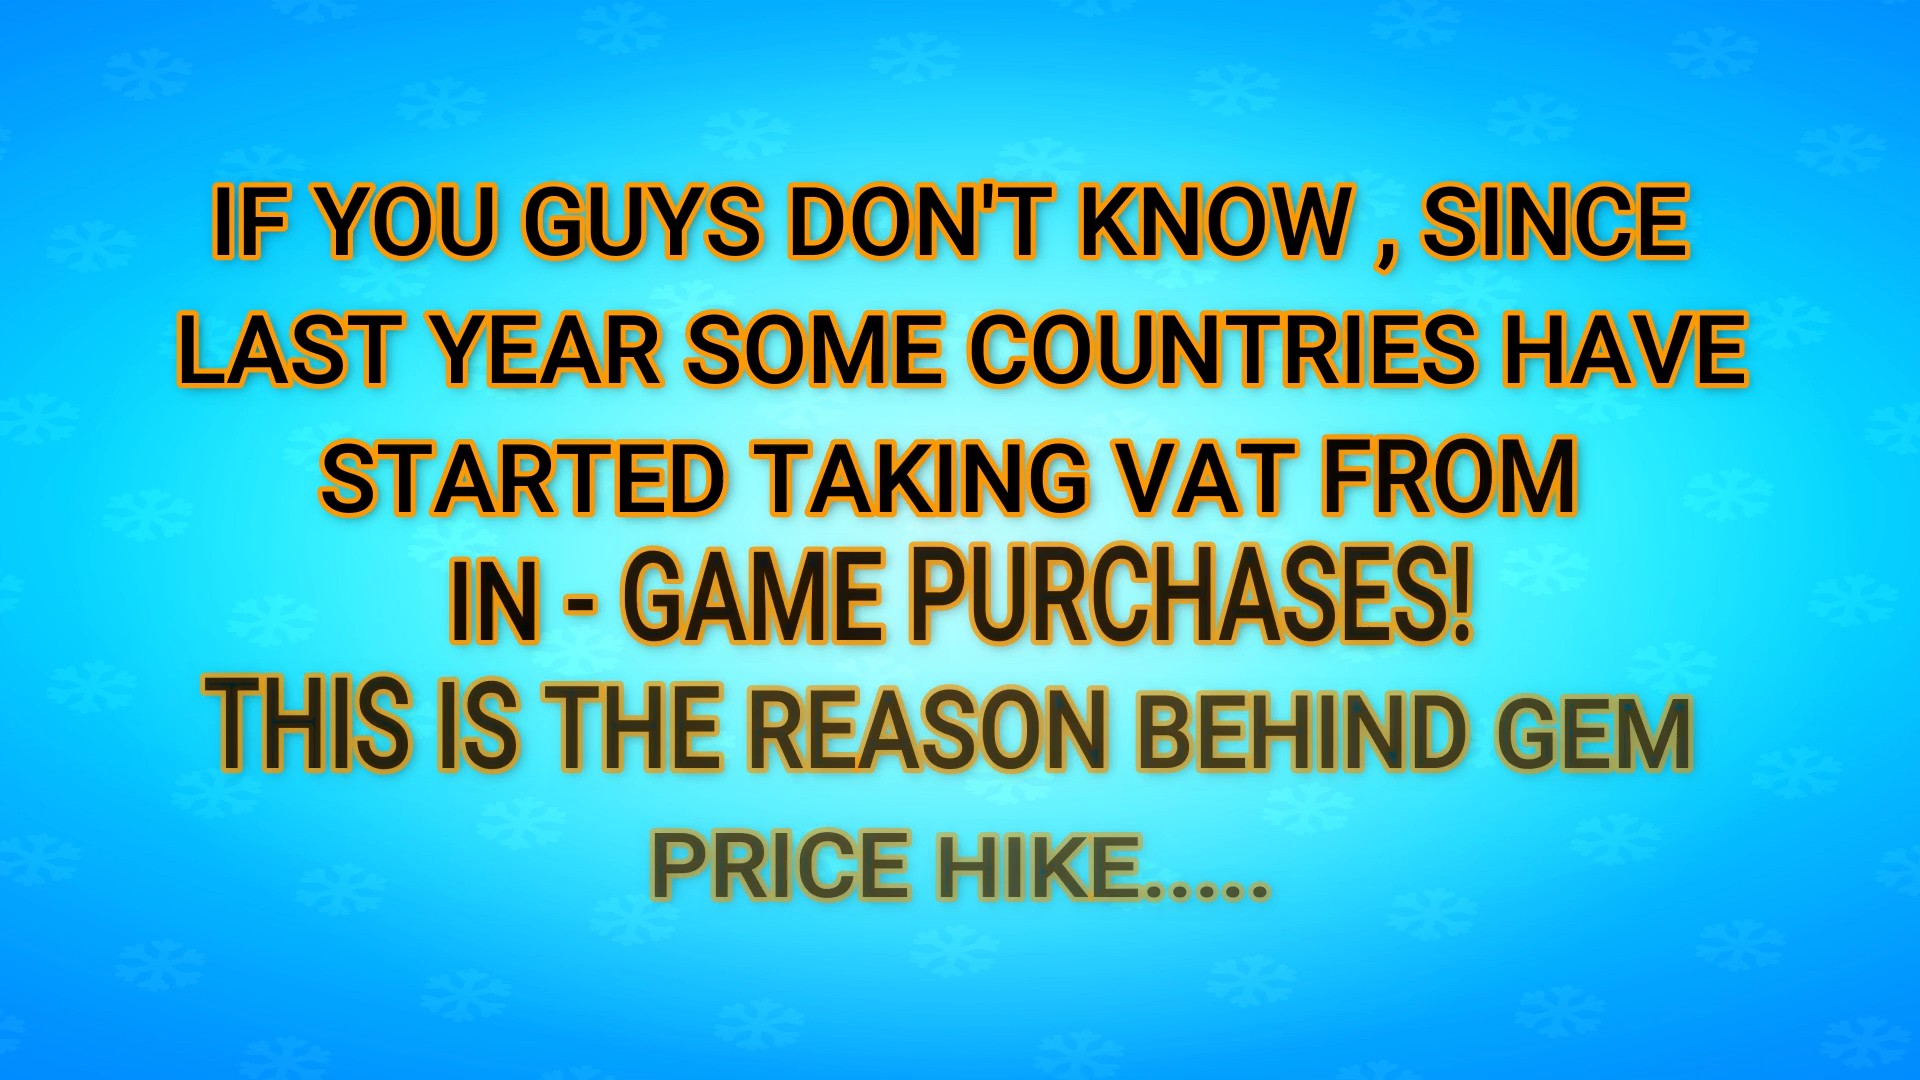 IF YOU GUYS DON'T KNOW , SINCE
LAST YEAR SOME COUNTRIES HAVE
STARTED TAKING VAT FROM
IN - GAME PURCHASES!
THIS IS THE REASON BEHIND GEM
PRICE HIKE.....